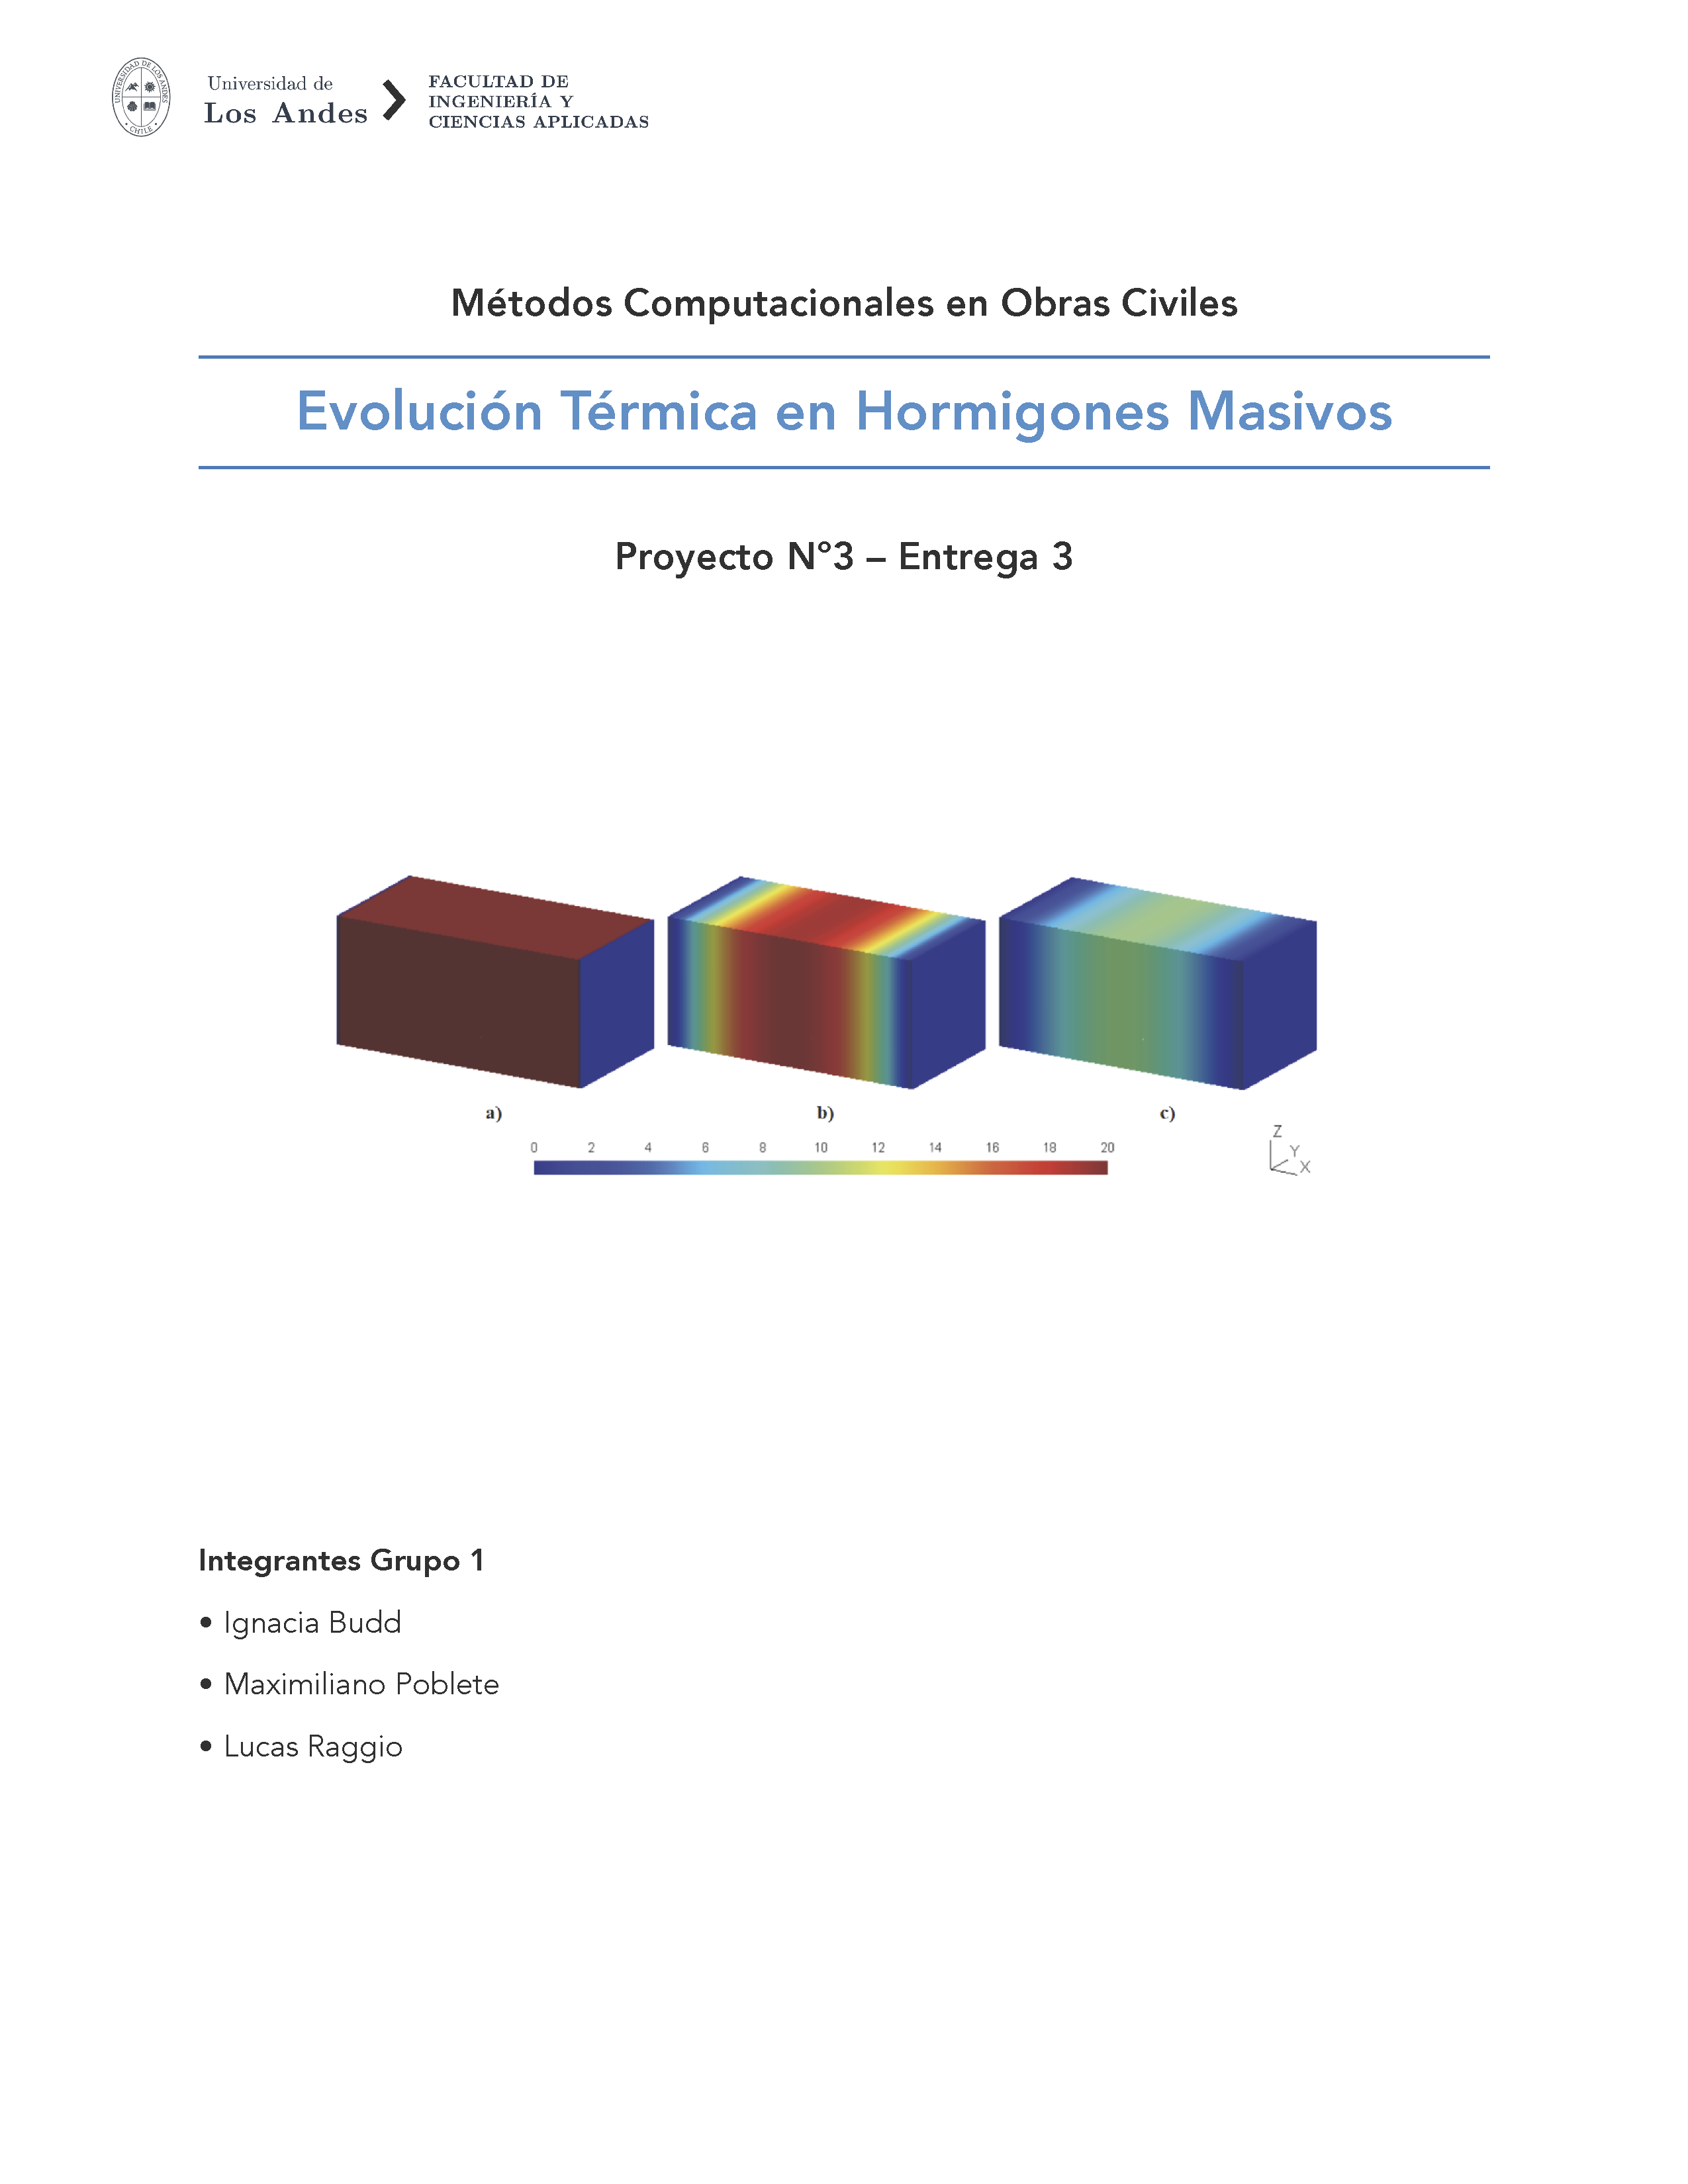 UNIVERSIDAD DE LOS ANDES
• CHILE •
Universidad de
Los Andes
FACULTAD DE
INGENIERÍA Y
CIENCIAS APLICADAS
Métodos Computacionales en Obras Civiles
Evolución Térmica en Hormigones Masivos
Proyecto N°3 – Entrega 3
a) b) c)
0 2 4 6 8 10 12 14 16 18 20
Z
Y
X
Integrantes Grupo 1
• Ignacia Budd
• Maximiliano Poblete
• Lucas Raggio